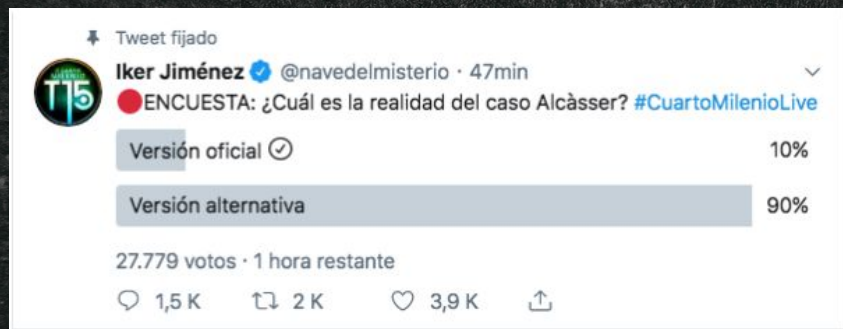 Tweet fijado
Iker Jiménez @navedelmisterio · 47min
ENCUESTA: ¿Cuál es la realidad del caso Alcàsser? #CuartoMilenioLive
Versión oficial 10%
Versión alternativa 90%
27.779 votos · 1 hora restante
1,5 K 2 K 3,9 K